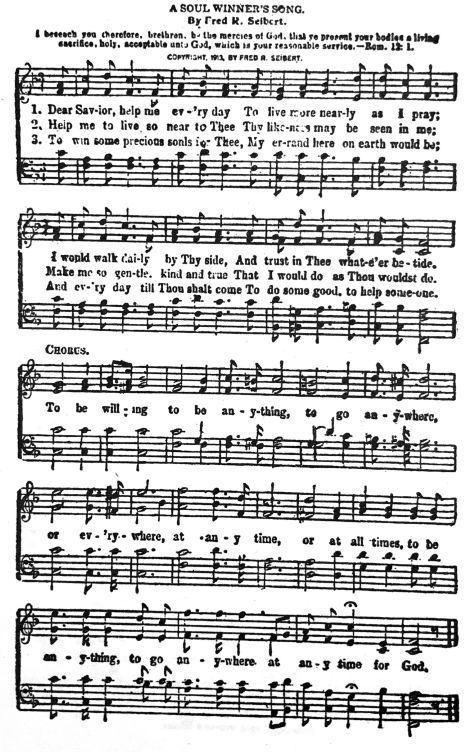 A SOUL WINNER'S SONG.
By Fred R. Seibert.
I beseech you therefore, brethren, by the mercies of God, that ye present your bodies a living
sacrifice, holy, acceptable unto God, which is your reasonable service.—Rom. 12: 1.
COPYRIGHT, 1913, BY FRED R. SEIBERT.
1. Dear Sav-ior, help me ev-'ry day To live more near-ly as I pray;
2. Help me to live so near to Thee Thy like-ness may be seen in me;
3. To win some precious souls for Thee, My er-rand here on earth would be;
I would walk dai-ly by Thy side, And trust in Thee what-e'er be-tide.
Make me so gen-tle, kind and true That I would do as Thou wouldst do.
And ev-'ry day till Thou shalt come To do some good, to help some-one.
CHORUS.
To be will-ing to be an-y-thing, to go an-y-where,
or ev-'ry-where, at an-y time, or at all times, to be
an-y-thing, to go an-y-where at an-y time for God.